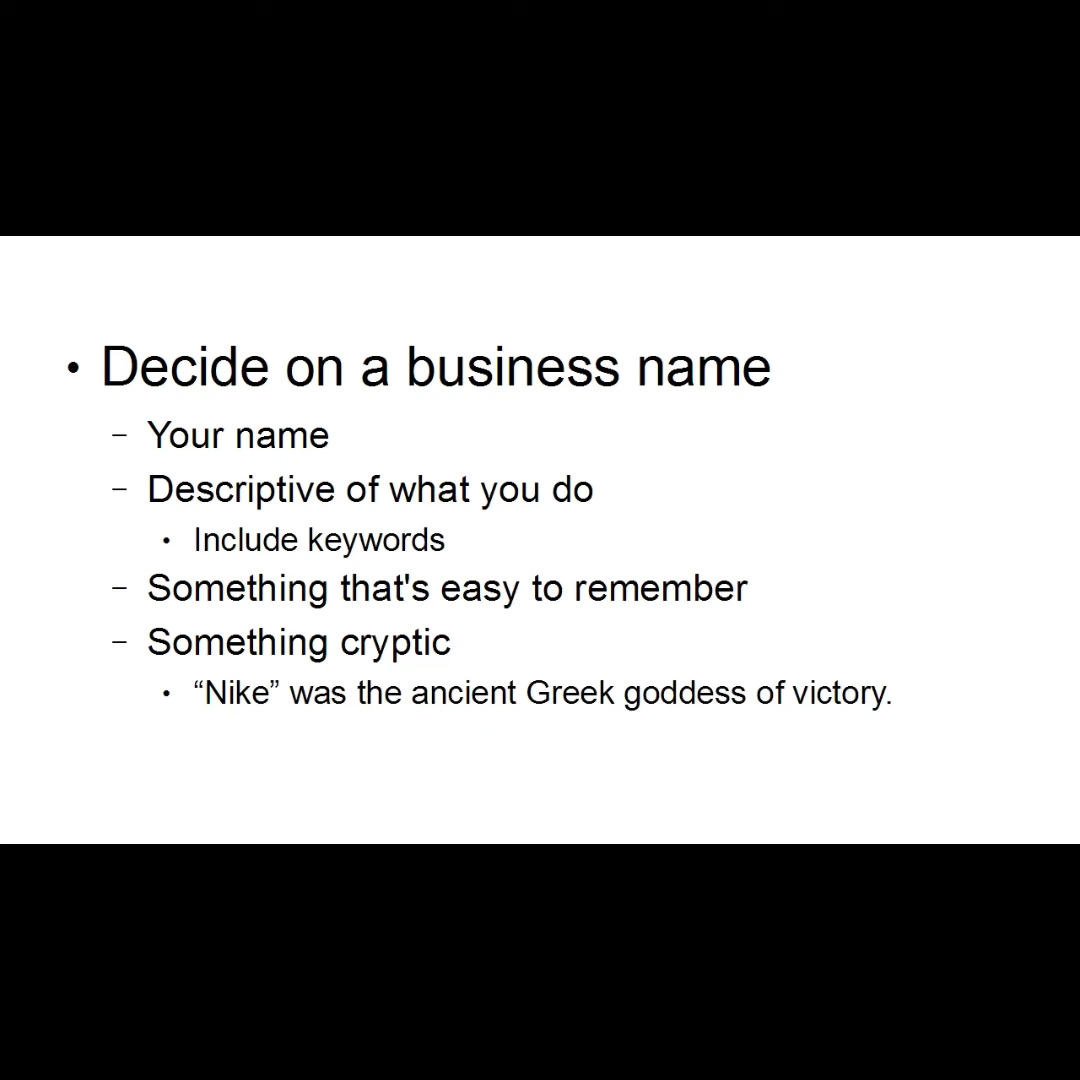 • Decide on a business name
– Your name
– Descriptive of what you do
• Include keywords
– Something that's easy to remember
– Something cryptic
• “Nike” was the ancient Greek goddess of victory.